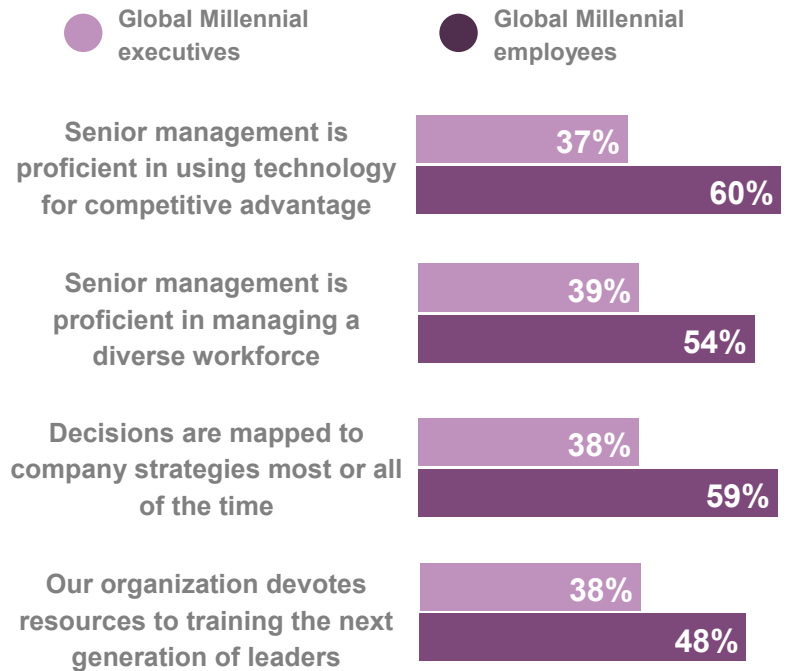 Global Millennial
executives
Global Millennial
employees
Senior management is
proficient in using technology
for competitive advantage
37%
60%
Senior management is
proficient in managing a
diverse workforce
39%
54%
Decisions are mapped to
company strategies most or all
of the time
38%
59%
Our organization devotes
resources to training the next
generation of leaders
38%
48%